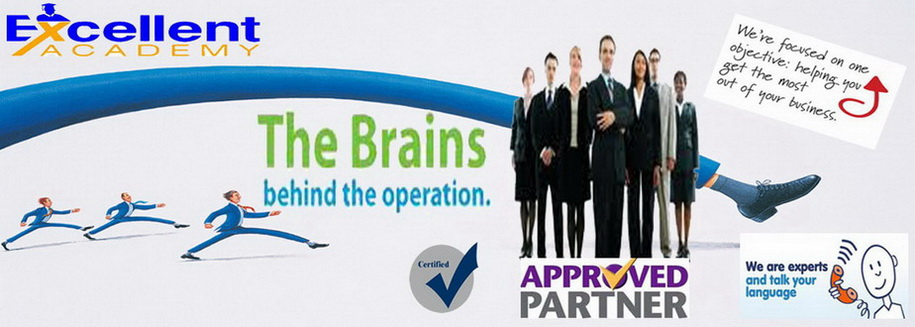 Excellent
ACADEMY
We're focused on one
objective: helping you
get the most
out of your business.
The Brains
behind the operation.
Certified
APPROVED
PARTNER
We are experts
and talk your
language